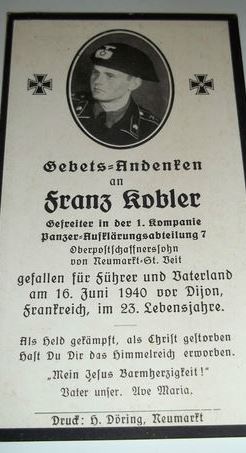 Gebets=Andenken
an
Franz Kobler
Gefreiter in der 1. Kompanie
Panzer=Aufklärungsabteilung 7
Oberpostschaffnerssohn
von Neumarkt-St. Veit
gefallen für Führer und Vaterland
am 16. Juni 1940 vor Dijon,
Frankreich, im 23. Lebensjahre.
Als Held gekämpft, als Christ gestorben
Hast Du Dir das Himmelreich erworben.
„Mein Jesus Barmherzigkeit!"
Vater unser. Ave Maria.
Druck: H. Döring, Neumarkt